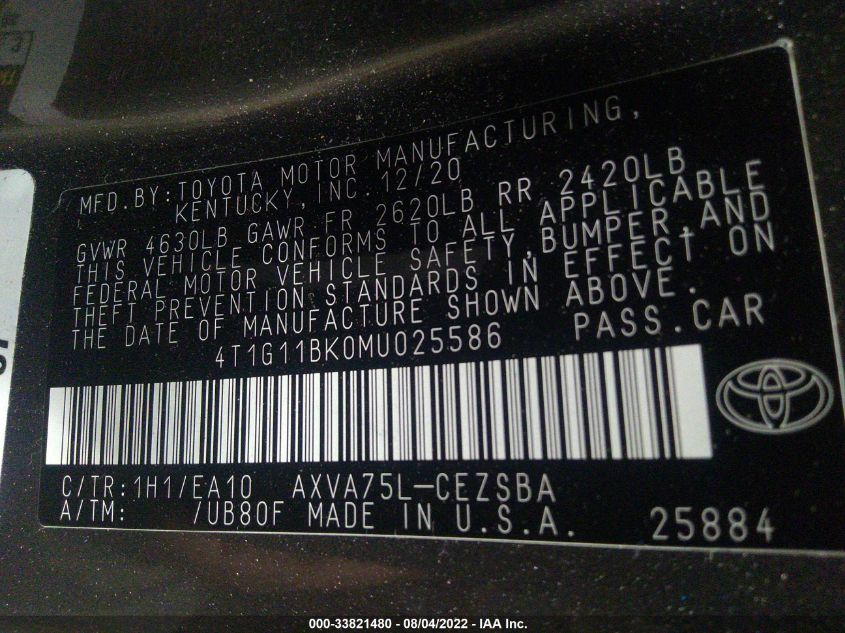 MFD.BY:TOYOTA MOTOR MANUFACTURING,
KENTUCKY,INC.12/20
GVWR 4630LB GAWR FR 2620LB RR 2420LB
THIS VEHICLE CONFORMS TO ALL APPLICABLE
FEDERAL MOTOR VEHICLE SAFETY,BUMPER,AND
THEFT PREVENTION STANDARDS IN EFFECT ON
THE DATE OF MANUFACTURE SHOWN ABOVE.
4T1G11BK0MU025586 PASS.CAR
C/TR:1H1/EA10 AXVA75L-CEZSBA
A/TM: /UB80F MADE IN U.S.A. 25884
000-33821480 - 08/04/2022 - IAA Inc.